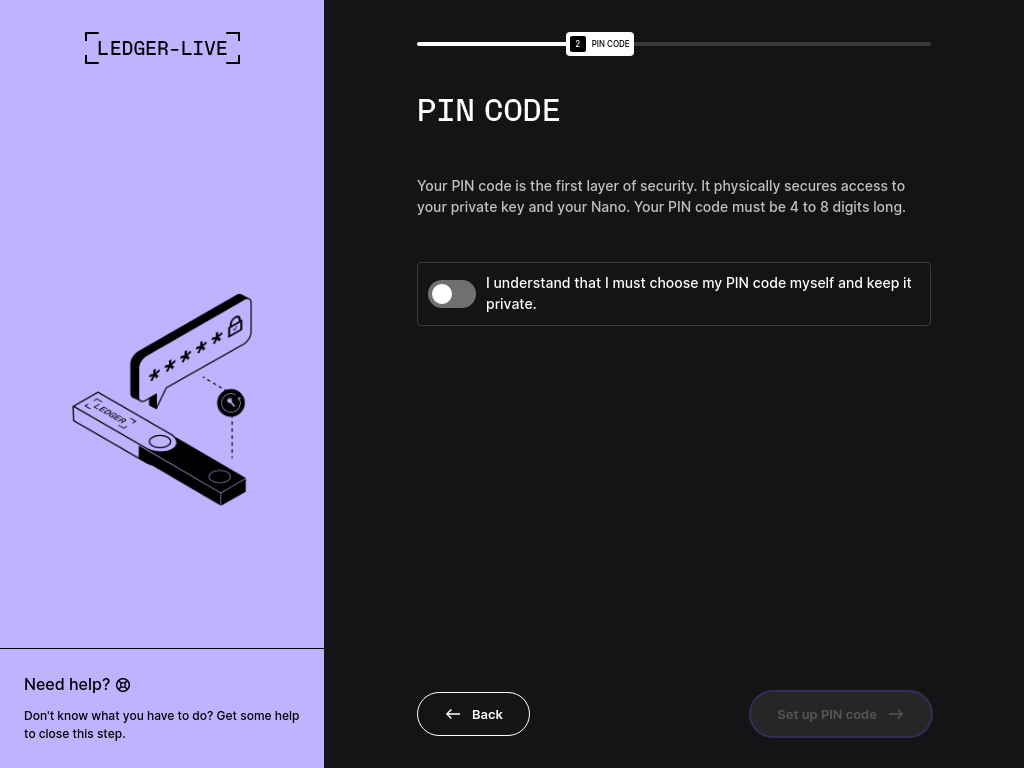 LEDGER-LIVE
2 PIN CODE
PIN CODE
Your PIN code is the first layer of security. It physically secures access to
your private key and your Nano. Your PIN code must be 4 to 8 digits long.
I understand that I must choose my PIN code myself and keep it
private.
*****
LEDGER
Need help?
Don't know what you have to do? Get some help
to close this step.
Back
Set up PIN code